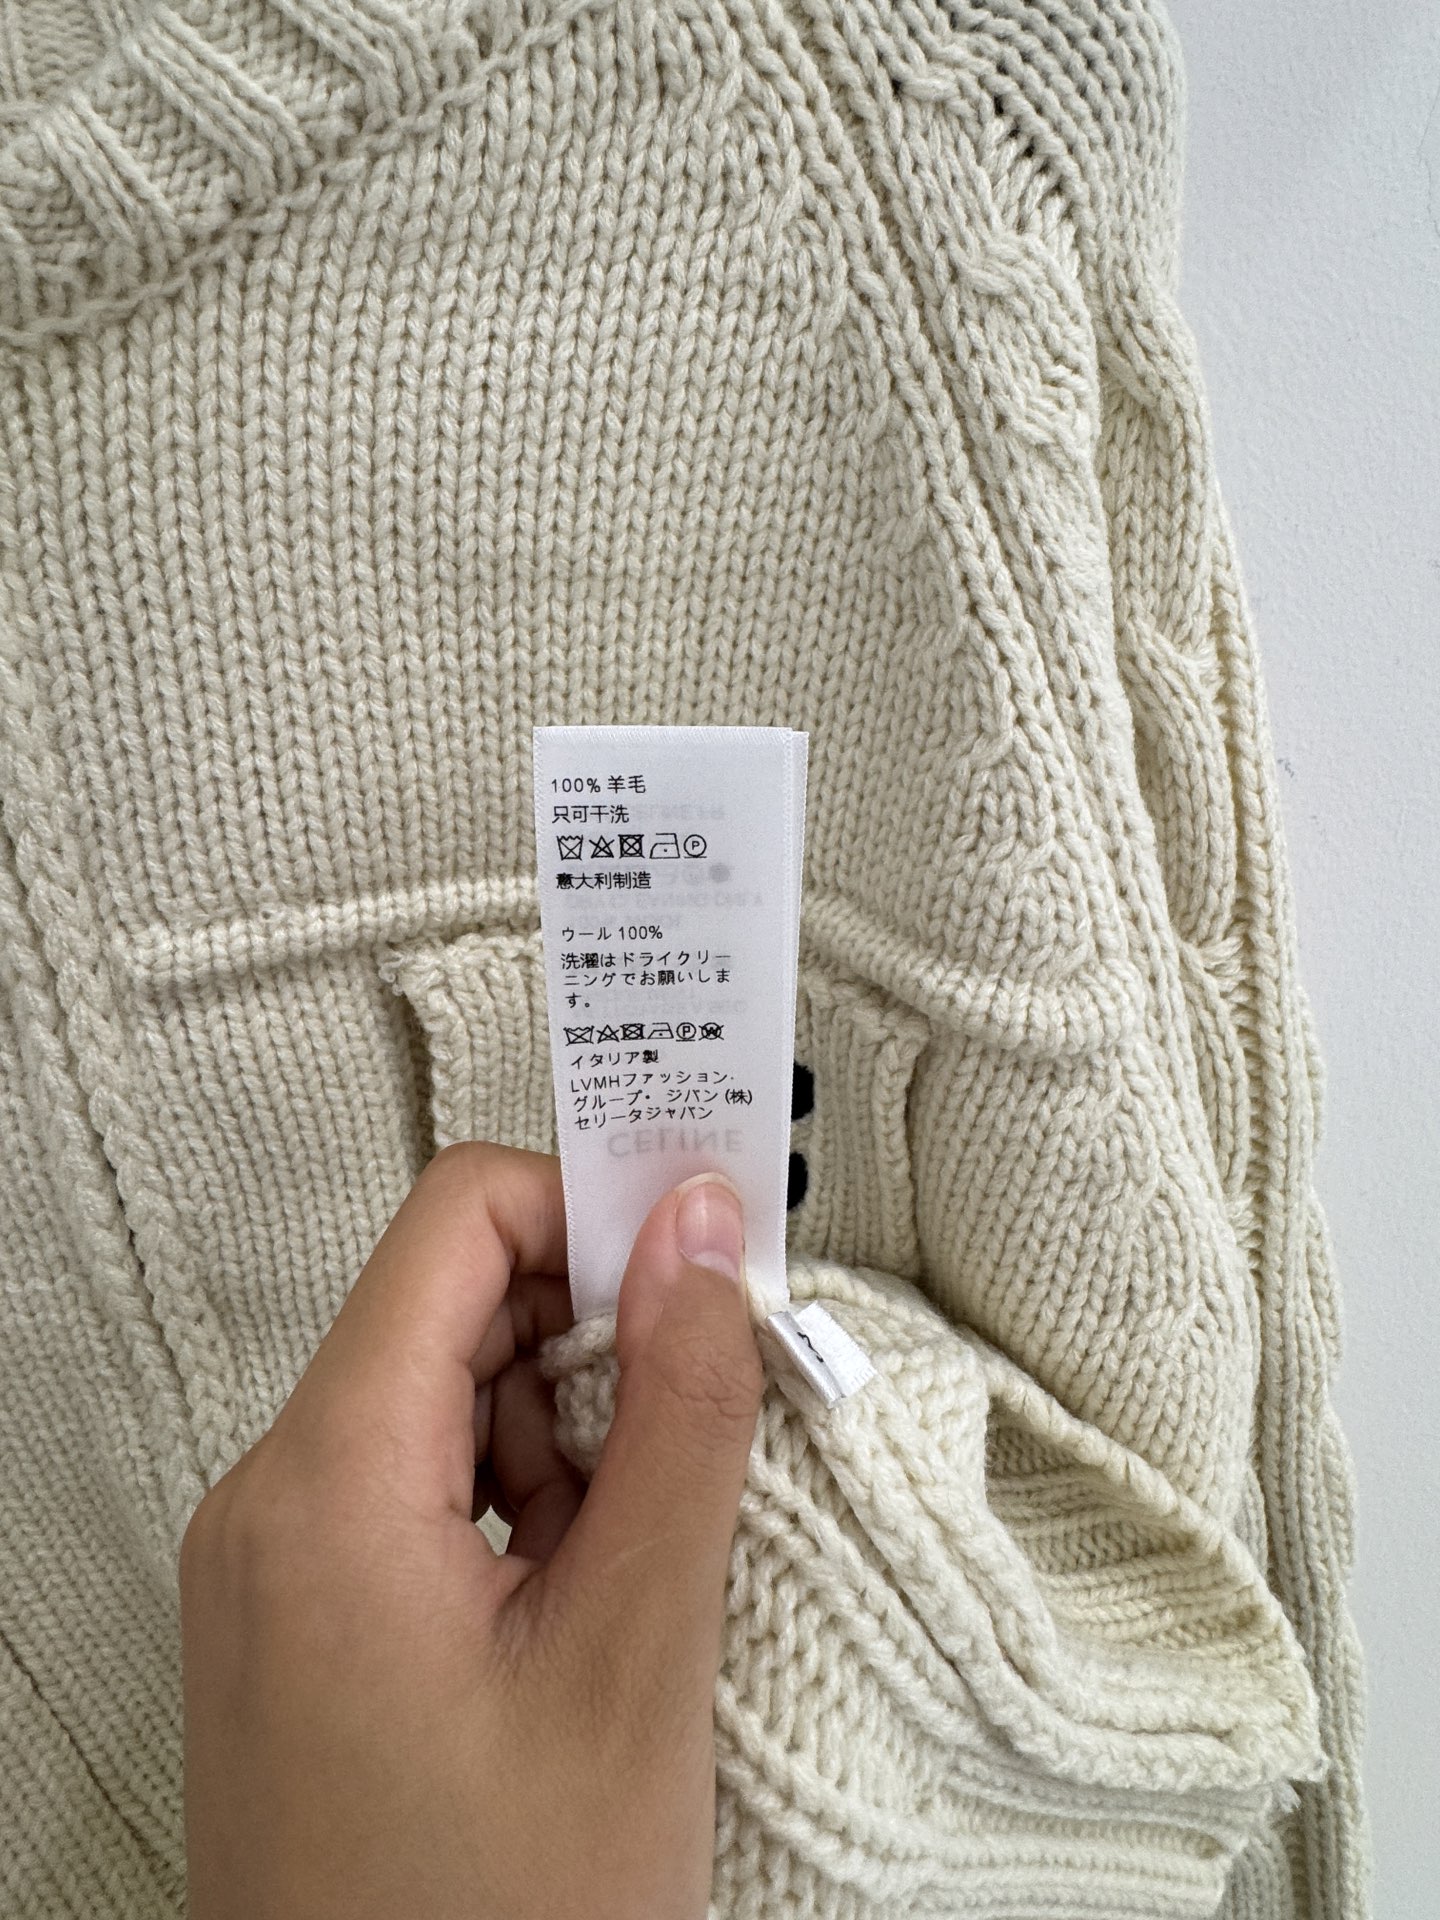 100% 羊毛
只可干洗
P
意大利制造
ウール 100%
洗濯はドライクリー
ニングでお願いしま
す。
P W
イタリア製
LVMHファッション・
グループ・ ジパン (株)
セリータジャパン
CELINE